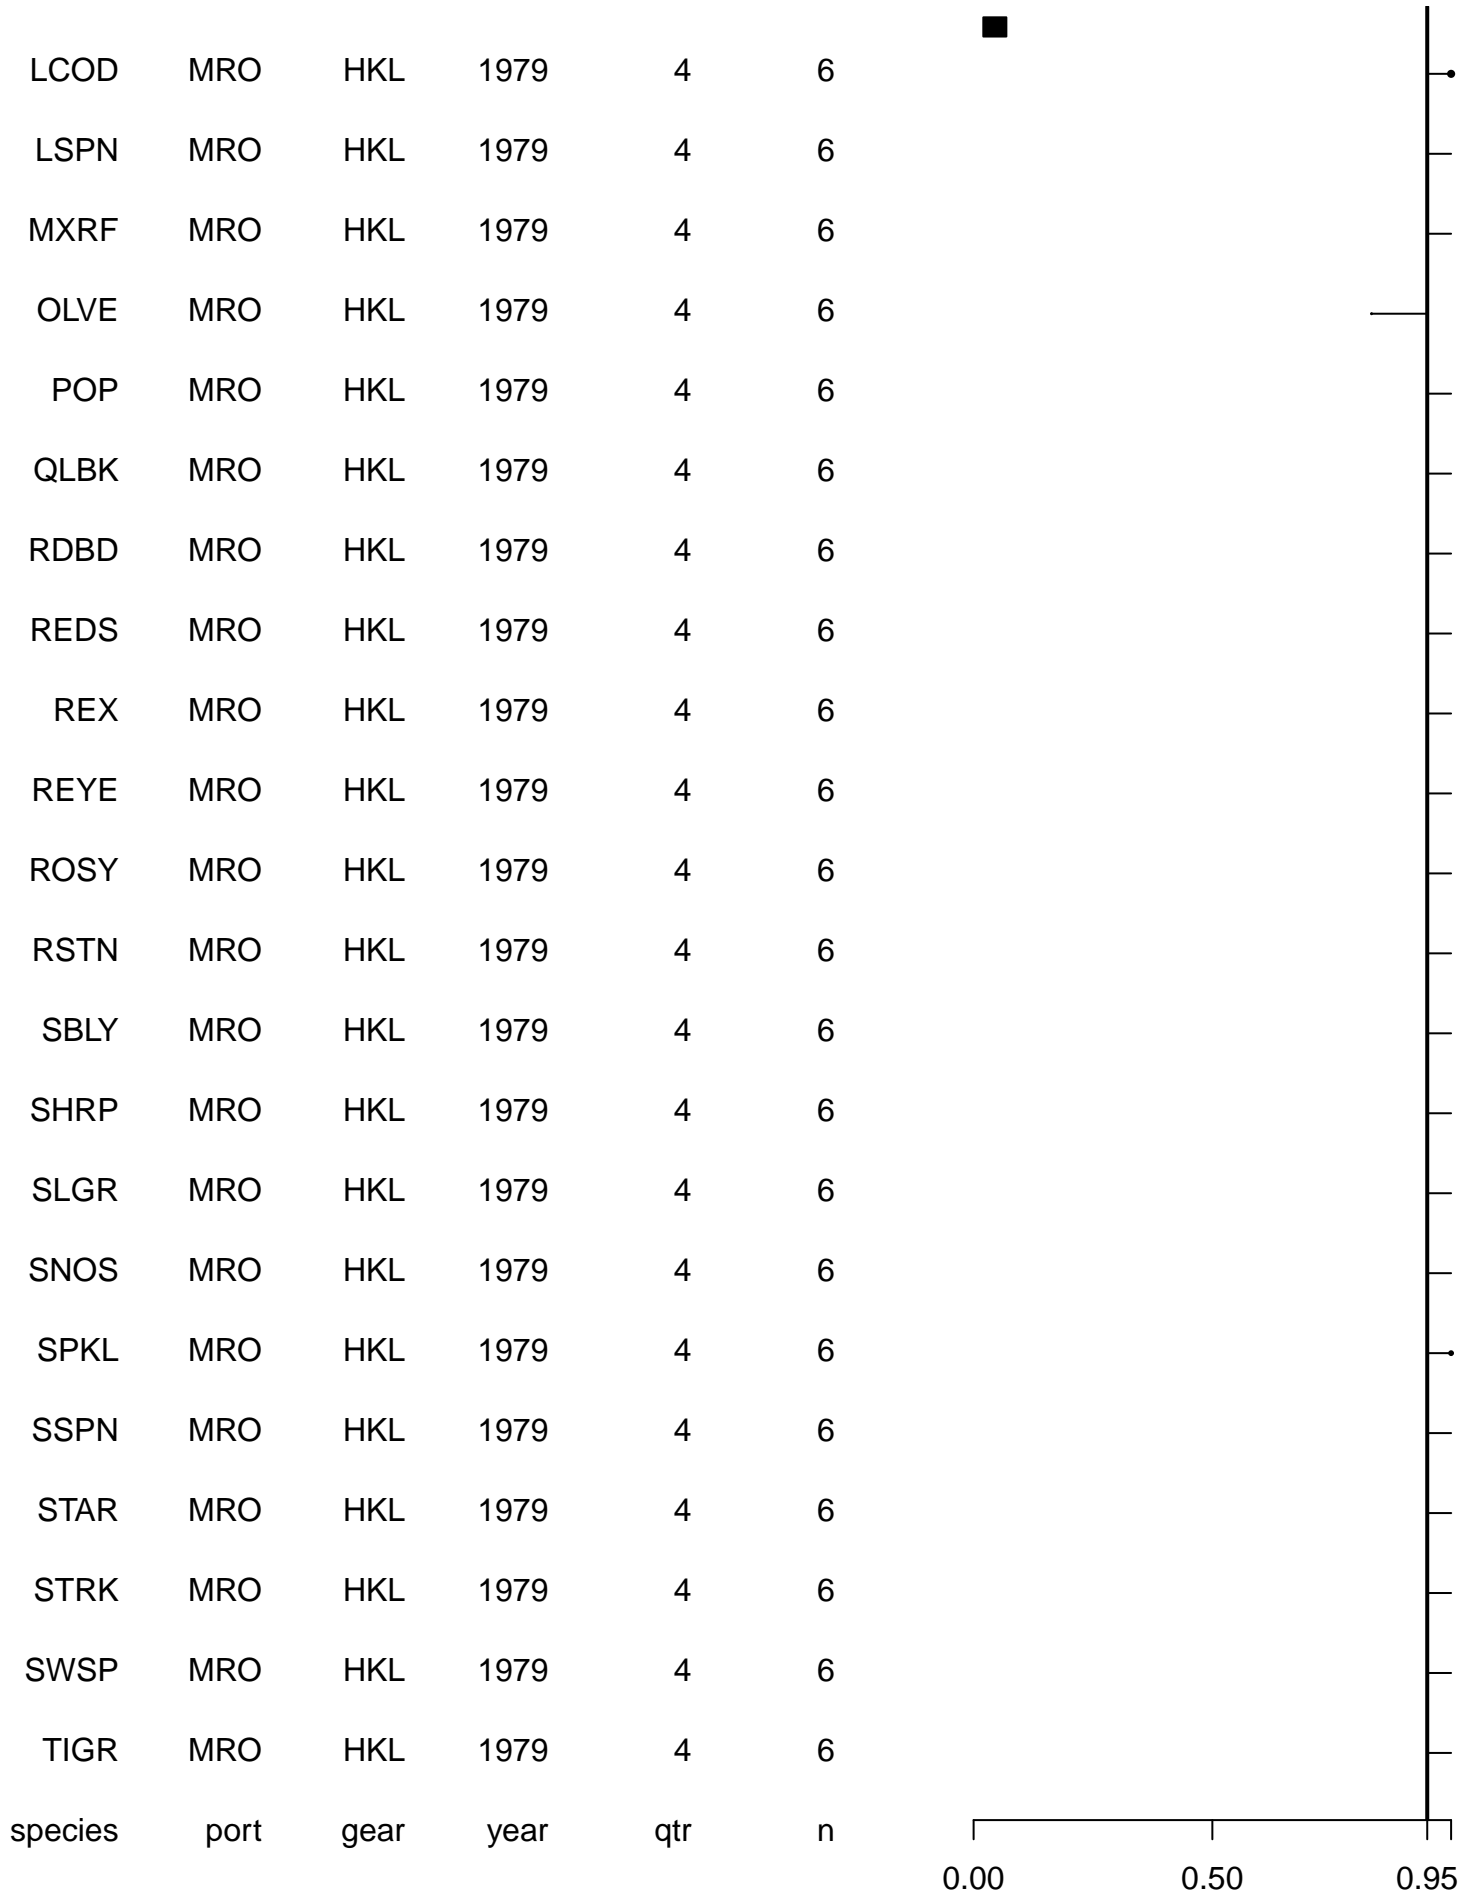 LCOD MRO HKL 1979 4 6
LSPN MRO HKL 1979 4 6
MXRF MRO HKL 1979 4 6
OLVE MRO HKL 1979 4 6
POP MRO HKL 1979 4 6
QLBK MRO HKL 1979 4 6
RDBD MRO HKL 1979 4 6
REDS MRO HKL 1979 4 6
REX MRO HKL 1979 4 6
REYE MRO HKL 1979 4 6
ROSY MRO HKL 1979 4 6
RSTN MRO HKL 1979 4 6
SBLY MRO HKL 1979 4 6
SHRP MRO HKL 1979 4 6
SLGR MRO HKL 1979 4 6
SNOS MRO HKL 1979 4 6
SPKL MRO HKL 1979 4 6
SSPN MRO HKL 1979 4 6
STAR MRO HKL 1979 4 6
STRK MRO HKL 1979 4 6
SWSP MRO HKL 1979 4 6
TIGR MRO HKL 1979 4 6
species port gear year qtr n
0.00 0.50 0.95